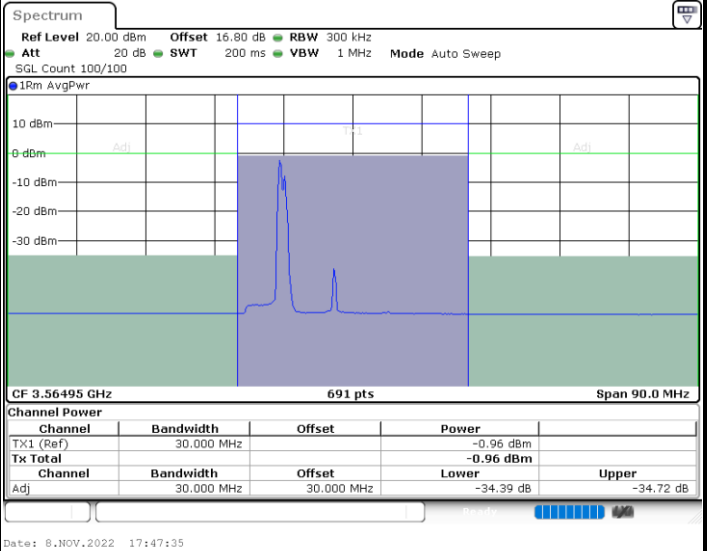 Spectrum
Ref Level 20.00 dBm Offset 16.80 dB RBW 300 kHz
Att 20 dB SWT 200 ms VBW 1 MHz Mode Auto Sweep
SGL Count 100/100
1Rm AvgPwr
10 dBm
TX1
0 dBm
Adj Adj
-10 dBm
-20 dBm
-30 dBm
CF 3.56495 GHz 691 pts Span 90.0 MHz
Channel Power
Channel Bandwidth Offset Power
TX1 (Ref) 30.000 MHz -0.96 dBm
Tx Total -0.96 dBm
Channel Bandwidth Offset Lower Upper
Adj 30.000 MHz 30.000 MHz -34.39 dB -34.72 dB
Ready
Date: 8.NOV.2022 17:47:35